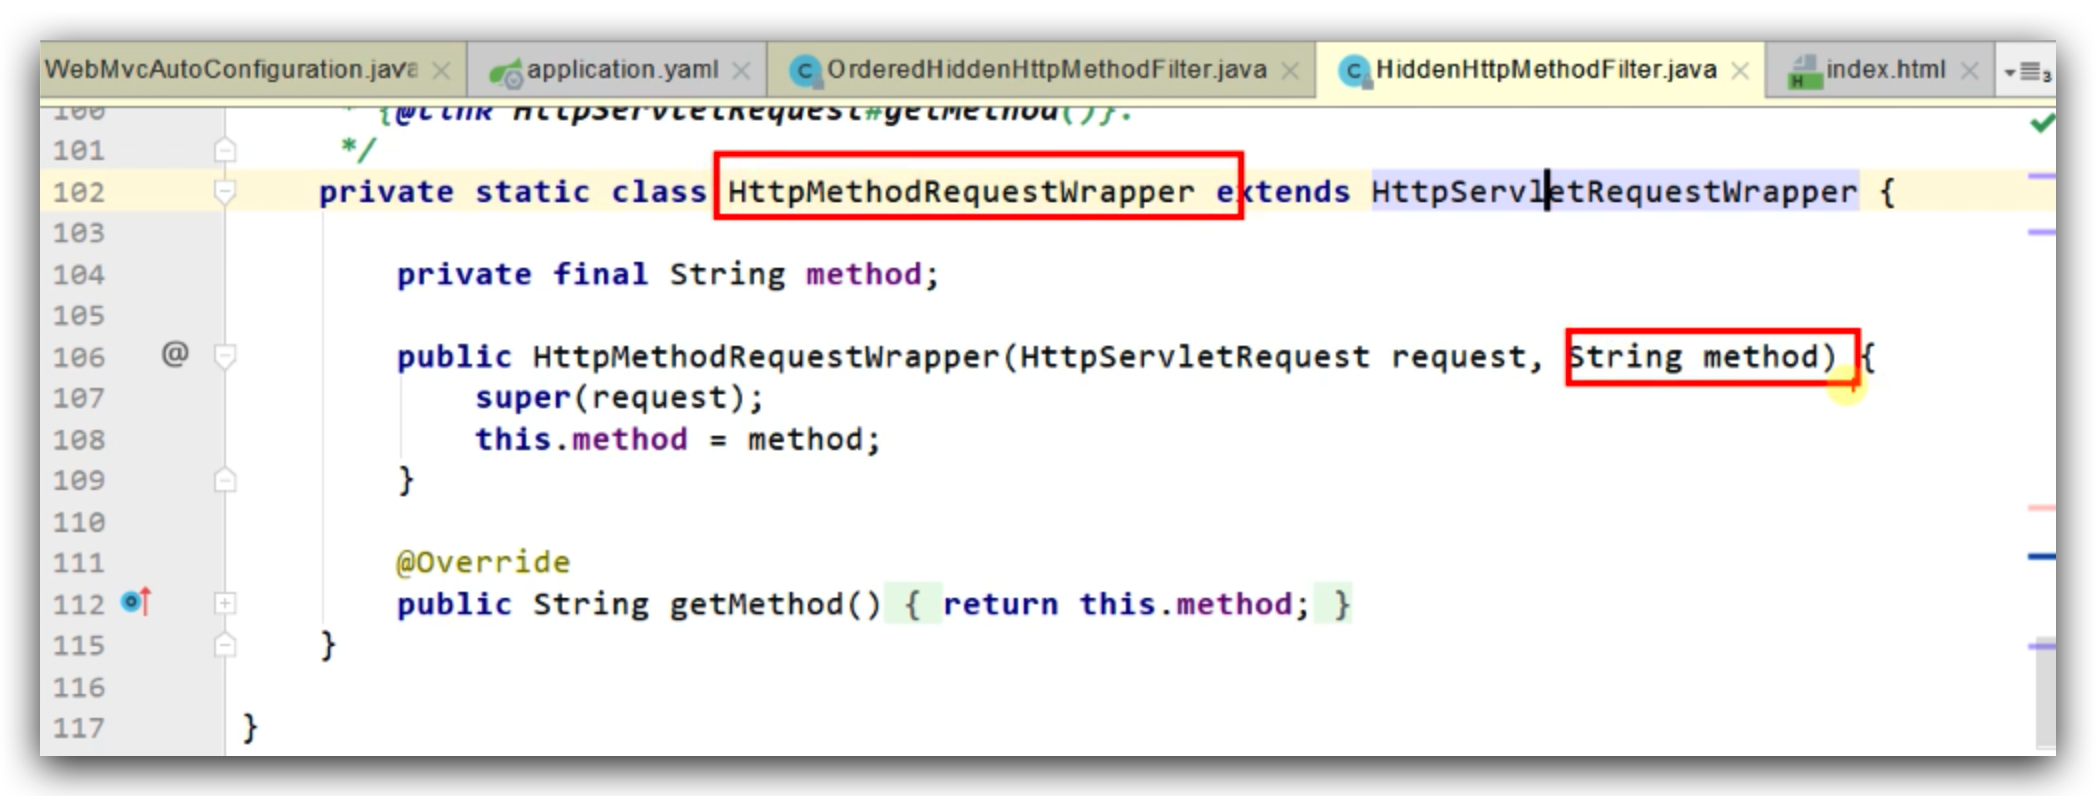 WebMvcAutoConfiguration.java application.yaml OrderedHiddenHttpMethodFilter.java HiddenHttpMethodFilter.java index.html 3
100 * {@link HttpServletRequest#getMethod()}.
101 */
102 private static class HttpMethodRequestWrapper extends HttpServletRequestWrapper {
103
104 private final String method;
105
106 @ public HttpMethodRequestWrapper(HttpServletRequest request, String method) {
107 super(request);
108 this.method = method;
109 }
110
111 @Override
112 public String getMethod() { return this.method; }
115 }
116
117 }